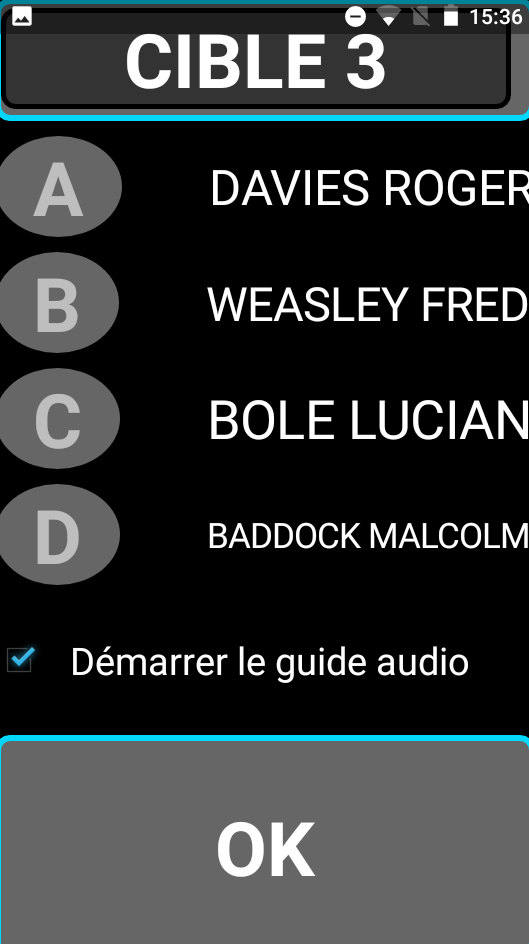 15:36
CIBLE 3
A DAVIES ROGER
B WEASLEY FRED
C BOLE LUCIAN
D BADDOCK MALCOLM
Démarrer le guide audio
OK